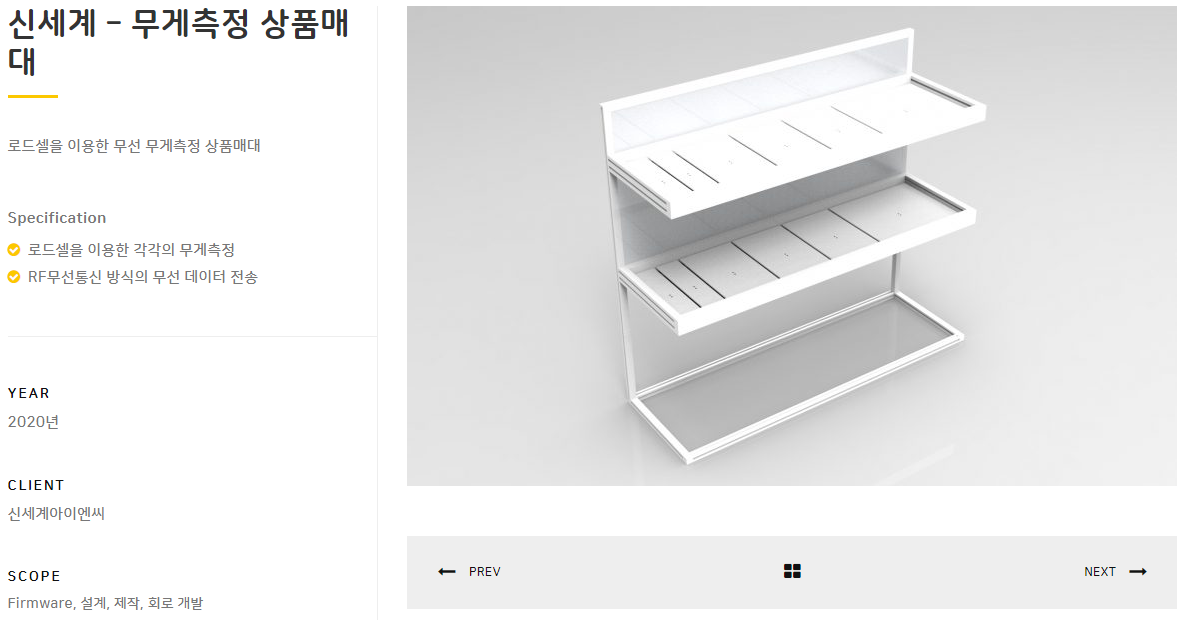 신세계 – 무게측정 상품매
대
로드셀을 이용한 무선 무게측정 상품매대
Specification
로드셀을 이용한 각각의 무게측정
RF무선통신 방식의 무선 데이터 전송
YEAR
2020년
CLIENT
신세계아이엔씨
SCOPE
Firmware, 설계, 제작, 회로 개발
PREV
NEXT